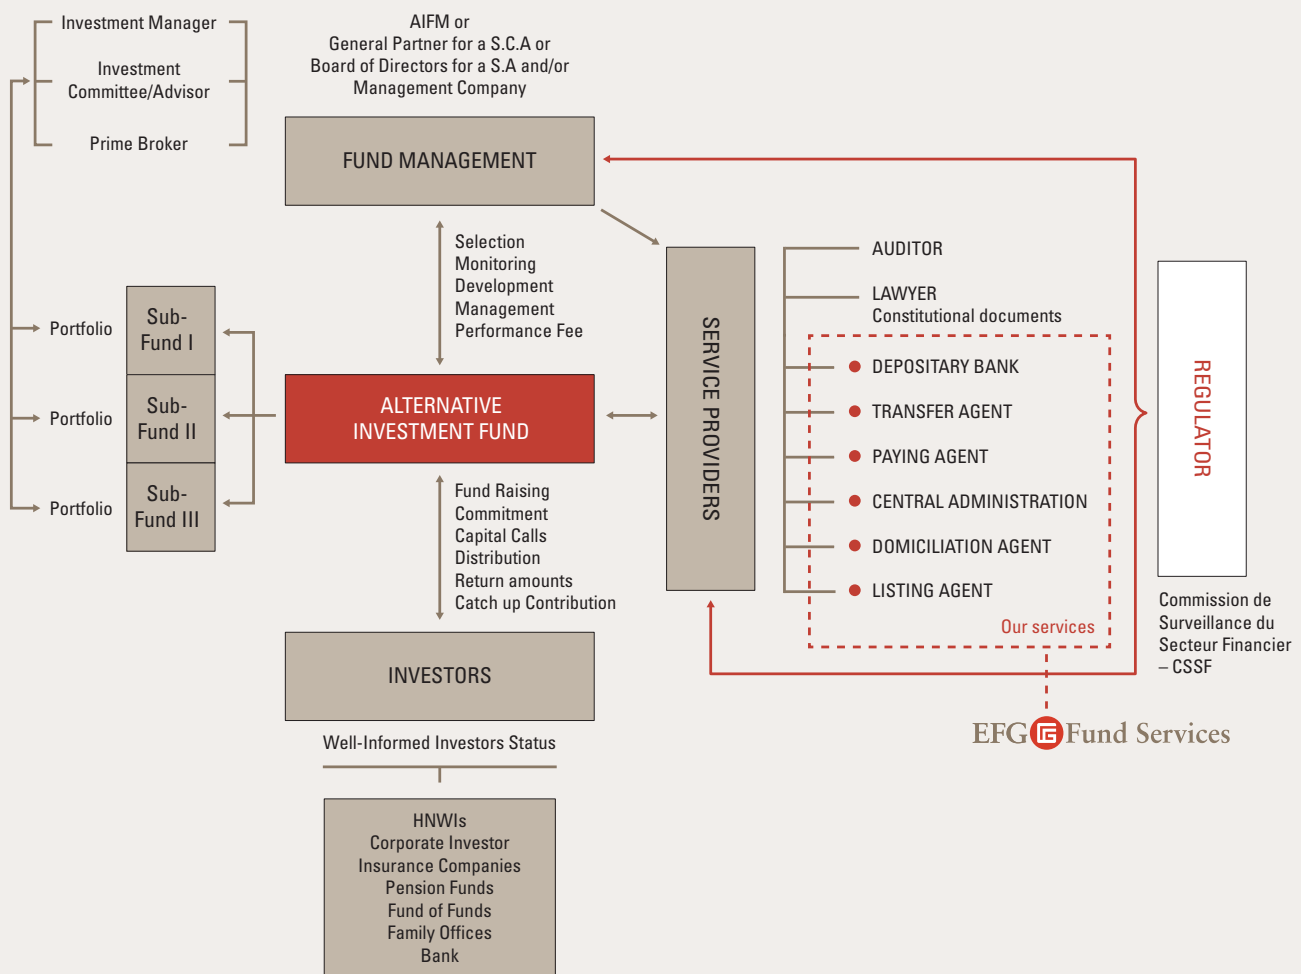 Investment Manager
Investment
Committee/Advisor
Prime Broker
AIFM or
General Partner for a S.C.A or
Board of Directors for a S.A and/or
Management Company
FUND MANAGEMENT
Selection
Monitoring
Development
Management
Performance Fee
Portfolio
Sub-
Fund I
Portfolio
Sub-
Fund II
Portfolio
Sub-
Fund III
ALTERNATIVE
INVESTMENT FUND
Fund Raising
Commitment
Capital Calls
Distribution
Return amounts
Catch up Contribution
INVESTORS
Well-Informed Investors Status
HNWIs
Corporate Investor
Insurance Companies
Pension Funds
Fund of Funds
Family Offices
Bank
SERVICE PROVIDERS
AUDITOR
LAWYER
Constitutional documents
DEPOSITARY BANK
TRANSFER AGENT
PAYING AGENT
CENTRAL ADMINISTRATION
DOMICILIATION AGENT
LISTING AGENT
Our services
EFG Fund Services
REGULATOR
Commission de
Surveillance du
Secteur Financier
– CSSF